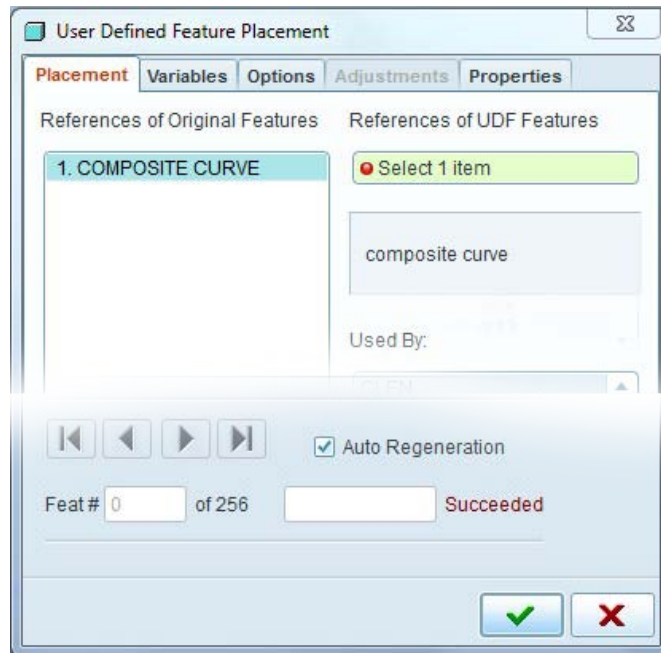 User Defined Feature Placement
Placement Variables Options Adjustments Properties
References of Original Features
References of UDF Features
1. COMPOSITE CURVE
Select 1 item
composite curve
Used By:
Auto Regeneration
Feat # 0 of 256
Succeeded